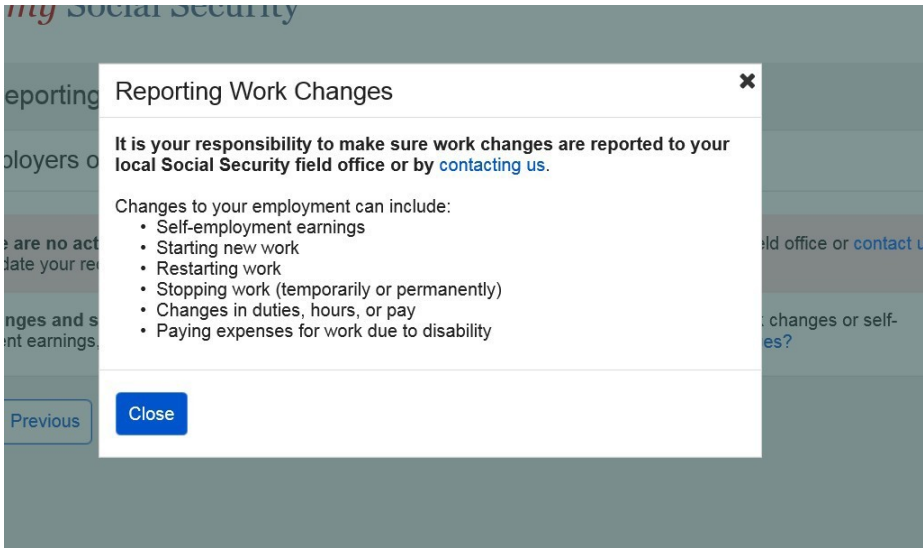 my Social Security
eporting
Reporting Work Changes
ployers o
It is your responsibility to make sure work changes are reported to your
local Social Security field office or by contacting us.
Changes to your employment can include:
• Self-employment earnings
• Starting new work
• Restarting work
• Stopping work (temporarily or permanently)
• Changes in duties, hours, or pay
• Paying expenses for work due to disability
e are no act
eld office or contact u
date your re
nges and s
changes or self-
ent earnings,
es?
Previous
Close